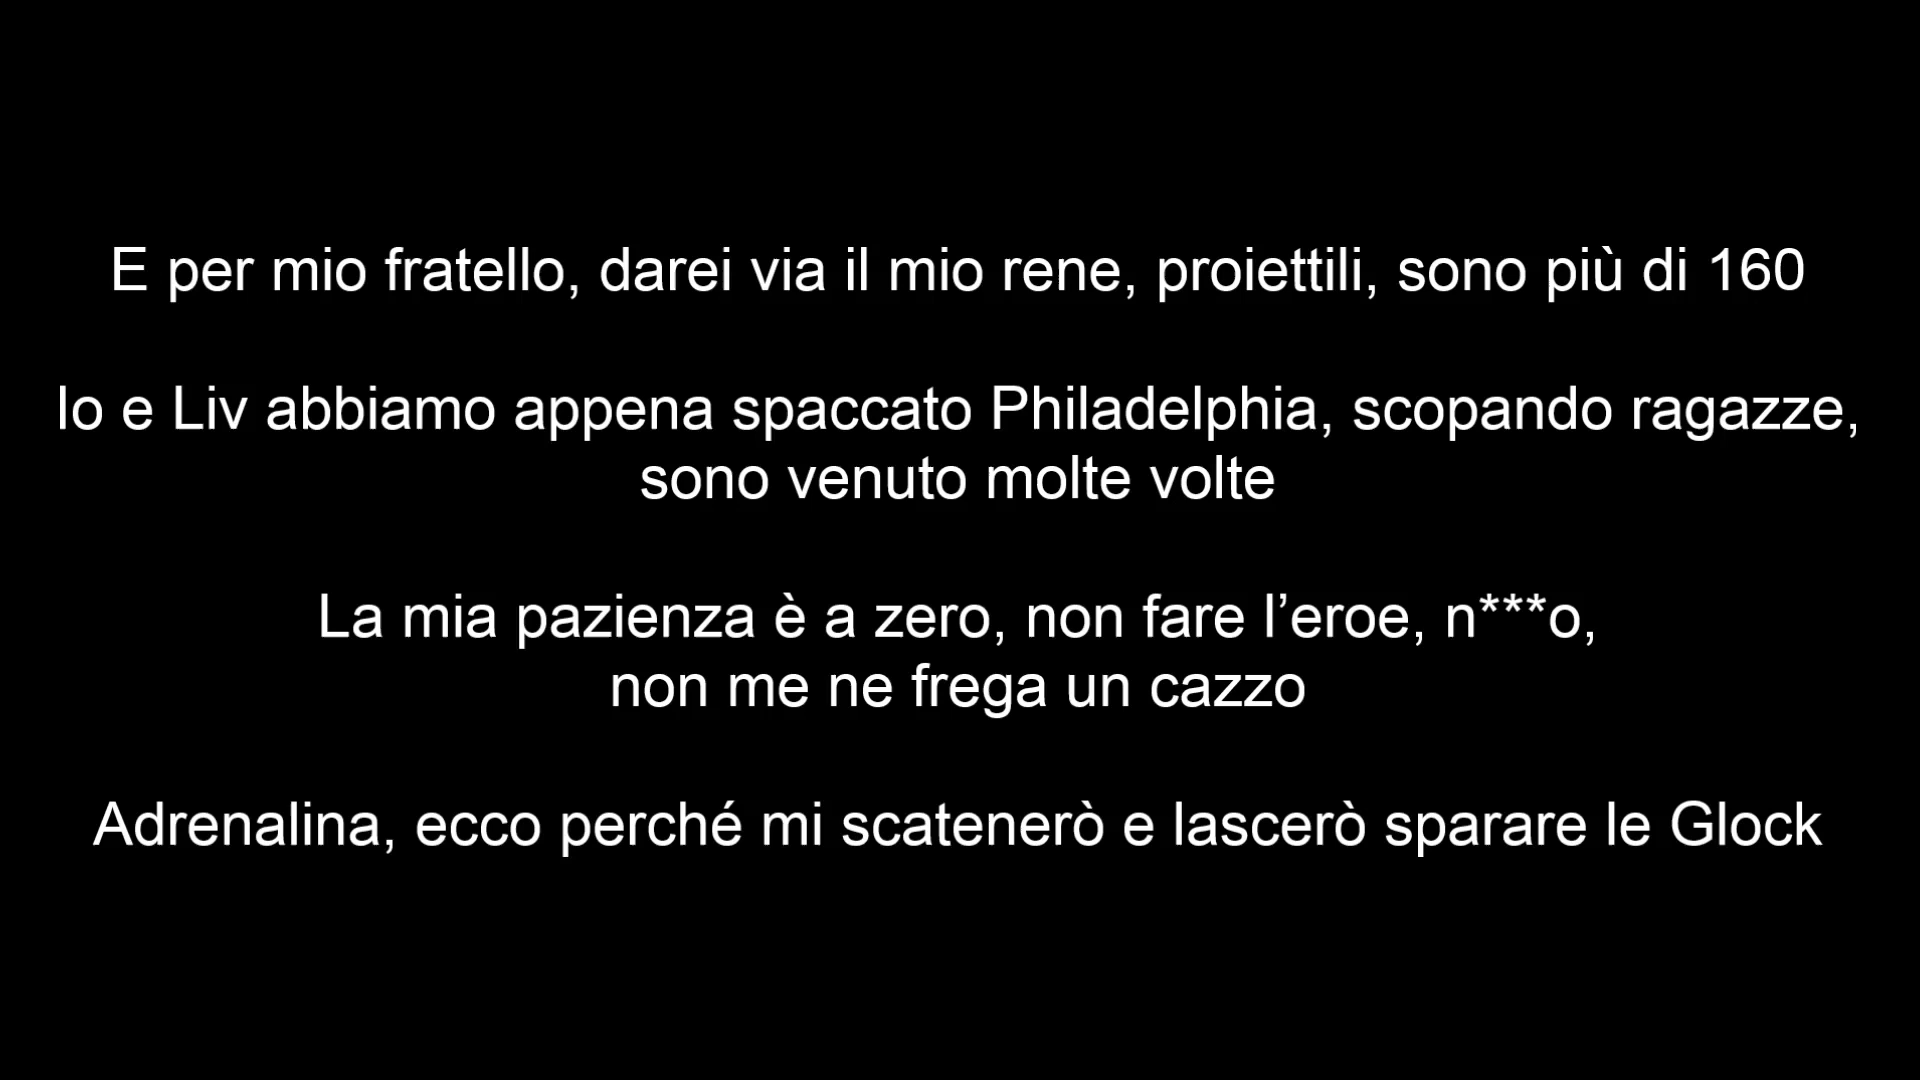 E per mio fratello, darei via il mio rene, proiettili, sono più di 160
Io e Liv abbiamo appena spaccato Philadelphia, scopando ragazze,
sono venuto molte volte
La mia pazienza è a zero, non fare l’eroe, n***o,
non me ne frega un cazzo
Adrenalina, ecco perché mi scatenerò e lascerò sparare le Glock